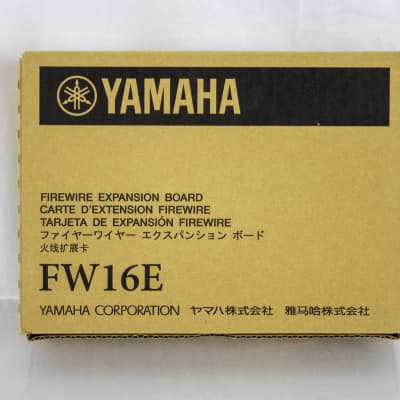 YAMAHA
FIREWIRE EXPANSION BOARD
CARTE D'EXTENSION FIREWIRE
TARJETA DE EXPANSIÓN FIREWIRE
ファイヤーワイヤー エクスパンション ボード
火线扩展卡
FW16E
YAMAHA CORPORATION ヤマハ株式会社 雅马哈株式会社